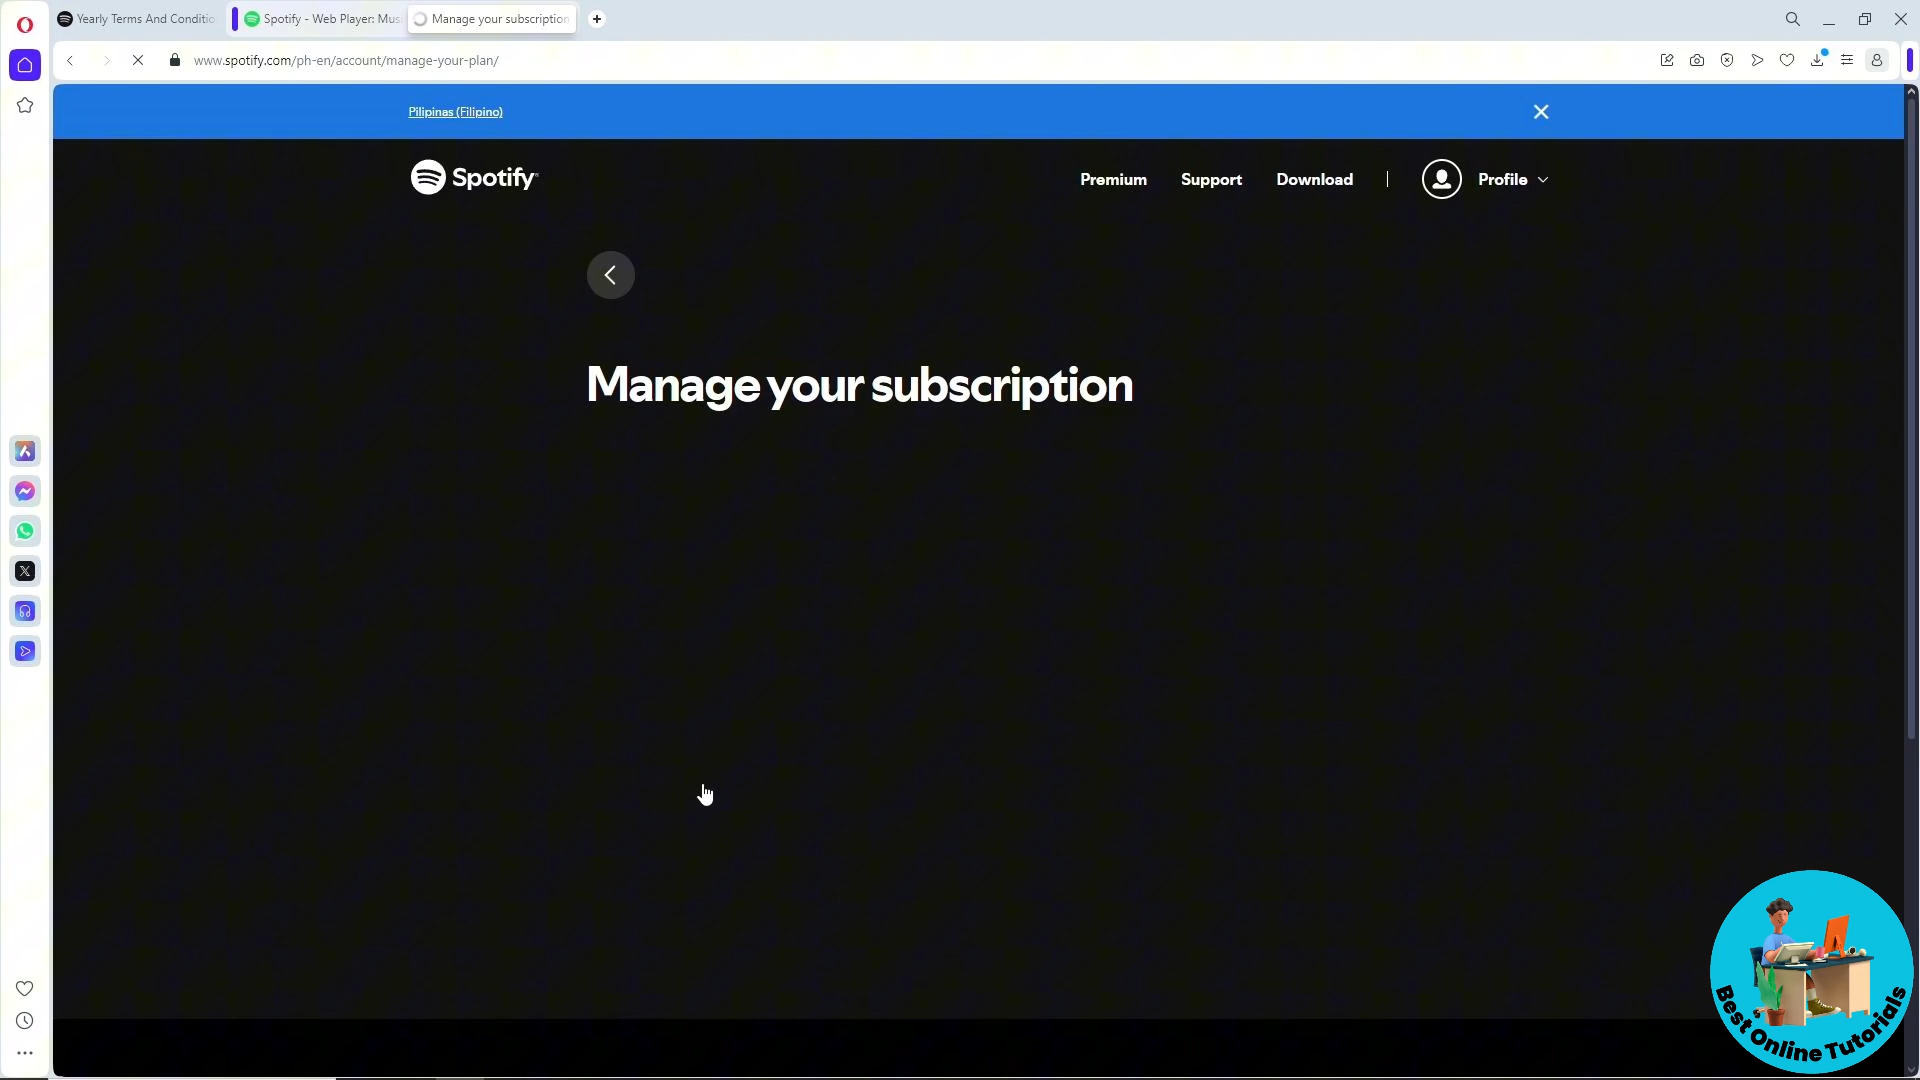 Yearly Terms And Conditio
Spotify - Web Player: Mus
Manage your subscription
www.spotify.com/ph-en/account/manage-your-plan/
Pilipinas (Filipino)
Spotify
Premium
Support
Download
Profile
Manage your subscription
Best Online Tutorials